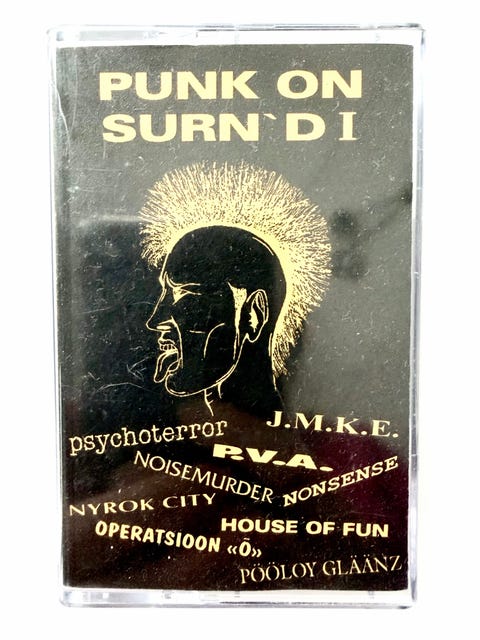 PUNK ON
SURN`D I
J.M.K.E.
psychoterror
P.V.A.
NOISEMURDER
NONSENSE
NYROK CITY
HOUSE OF FUN
OPERATSIOON «Õ»
PÖÖLOY GLÄÄNZ